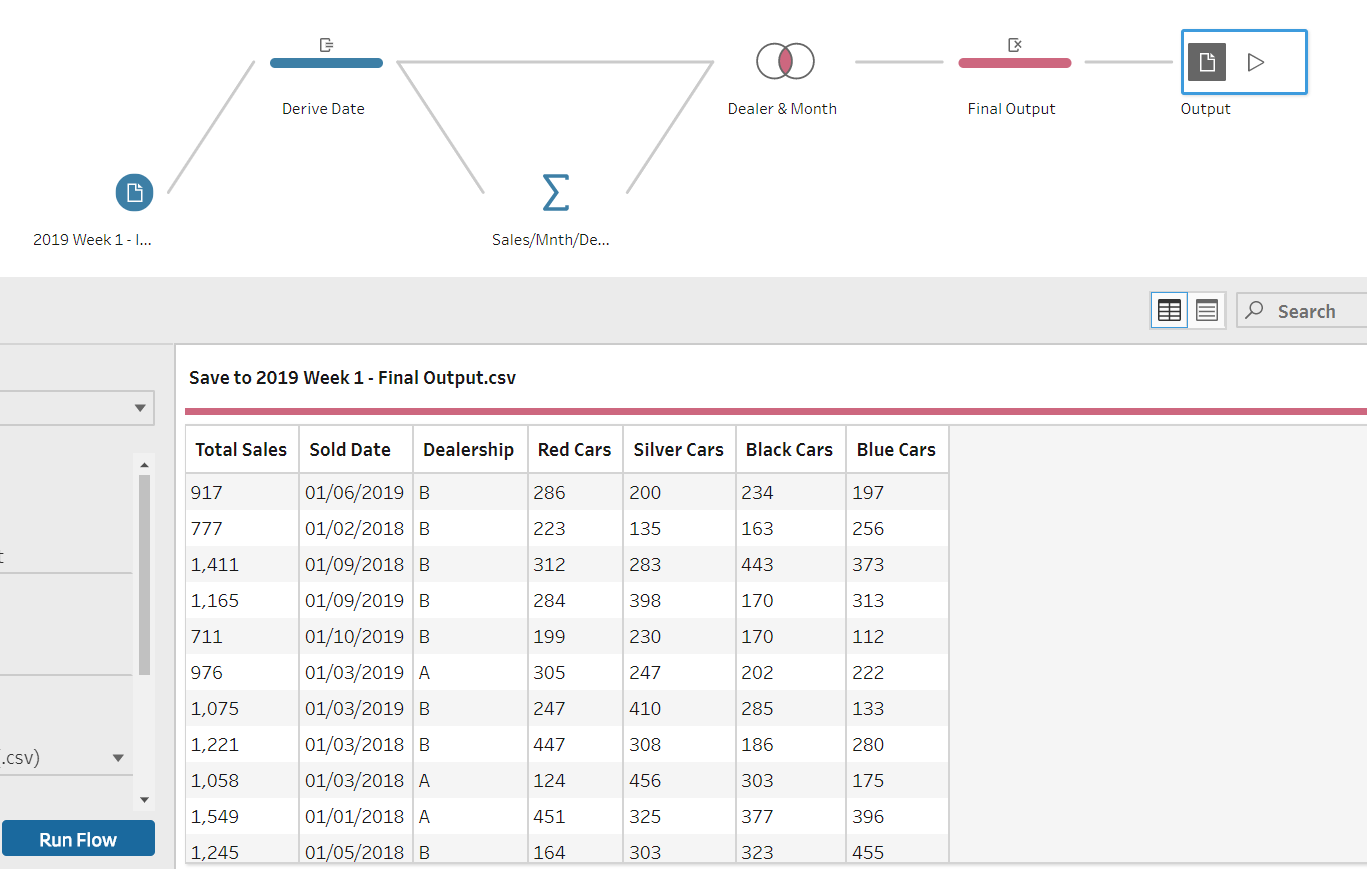 Derive Date
Dealer & Month
Final Output
Output
2019 Week 1 - I...
Sales/Mnth/De...
Search
Save to 2019 Week 1 - Final Output.csv
Total Sales Sold Date Dealership Red Cars Silver Cars Black Cars Blue Cars
917 01/06/2019 B 286 200 234 197
777 01/02/2018 B 223 135 163 256
1,411 01/09/2018 B 312 283 443 373
1,165 01/09/2019 B 284 398 170 313
711 01/10/2019 B 199 230 170 112
976 01/03/2019 A 305 247 202 222
1,075 01/03/2019 B 247 410 285 133
1,221 01/03/2018 B 447 308 186 280
1,058 01/03/2018 A 124 456 303 175
1,549 01/01/2018 A 451 325 377 396
1,245 01/05/2018 B 164 303 323 455
t
.csv)
Run Flow